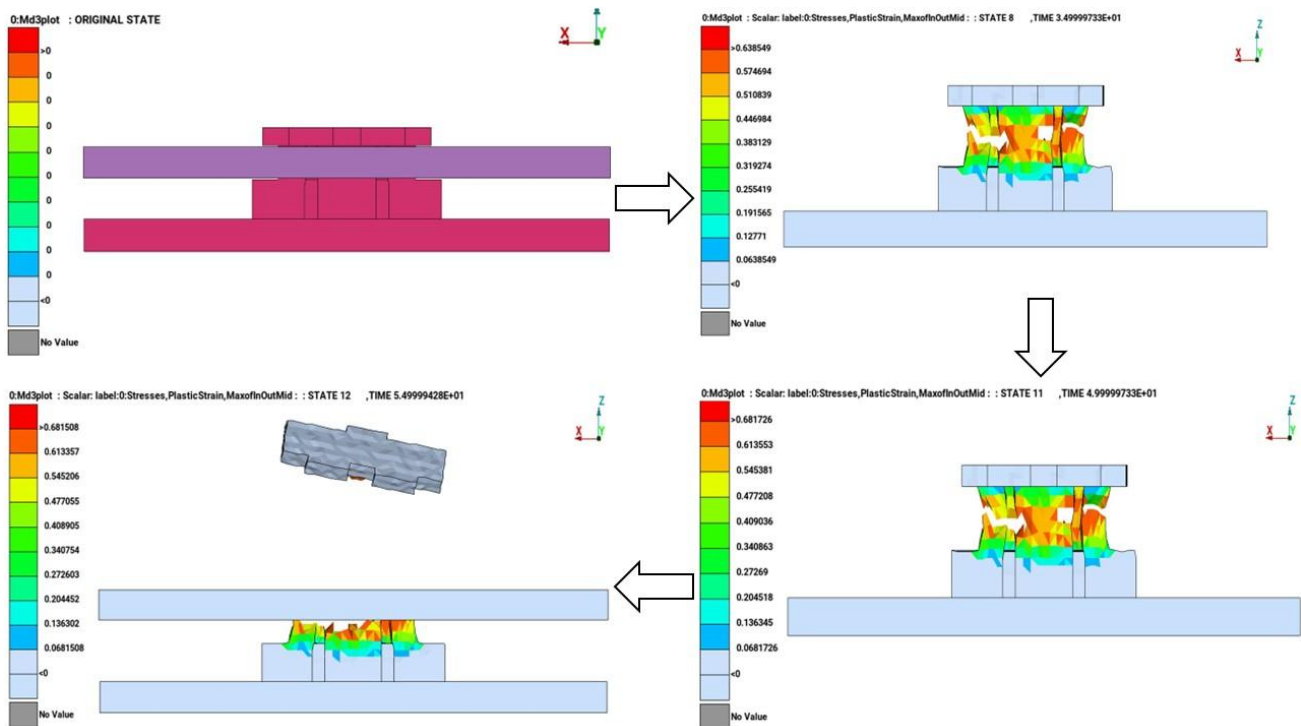 0:Md3plot : ORIGINAL STATE
>0
0
0
0
0
0
0
0
0
0
<0
No Value
X
Y
0:Md3plot : Scalar: label:0:Stresses,PlasticStrain,MaxofInOutMid : : STATE 8 ,TIME 3.49999733E+01
>0.638549
0.574694
0.510839
0.446984
0.383129
0.319274
0.255419
0.191565
0.12771
0.0638549
<0
No Value
Z
X
Y
0:Md3plot : Scalar: label:0:Stresses,PlasticStrain,MaxofInOutMid : : STATE 12 ,TIME 5.49999428E+01
>0.681508
0.613357
0.545206
0.477055
0.408905
0.340754
0.272603
0.204452
0.136302
0.0681508
<0
No Value
Z
X
Y
0:Md3plot : Scalar: label:0:Stresses,PlasticStrain,MaxofInOutMid : : STATE 11 ,TIME 4.99999733E+01
>0.681726
0.613553
0.545381
0.477208
0.409036
0.340863
0.27269
0.204518
0.136345
0.0681726
<0
No Value
Z
X
Y